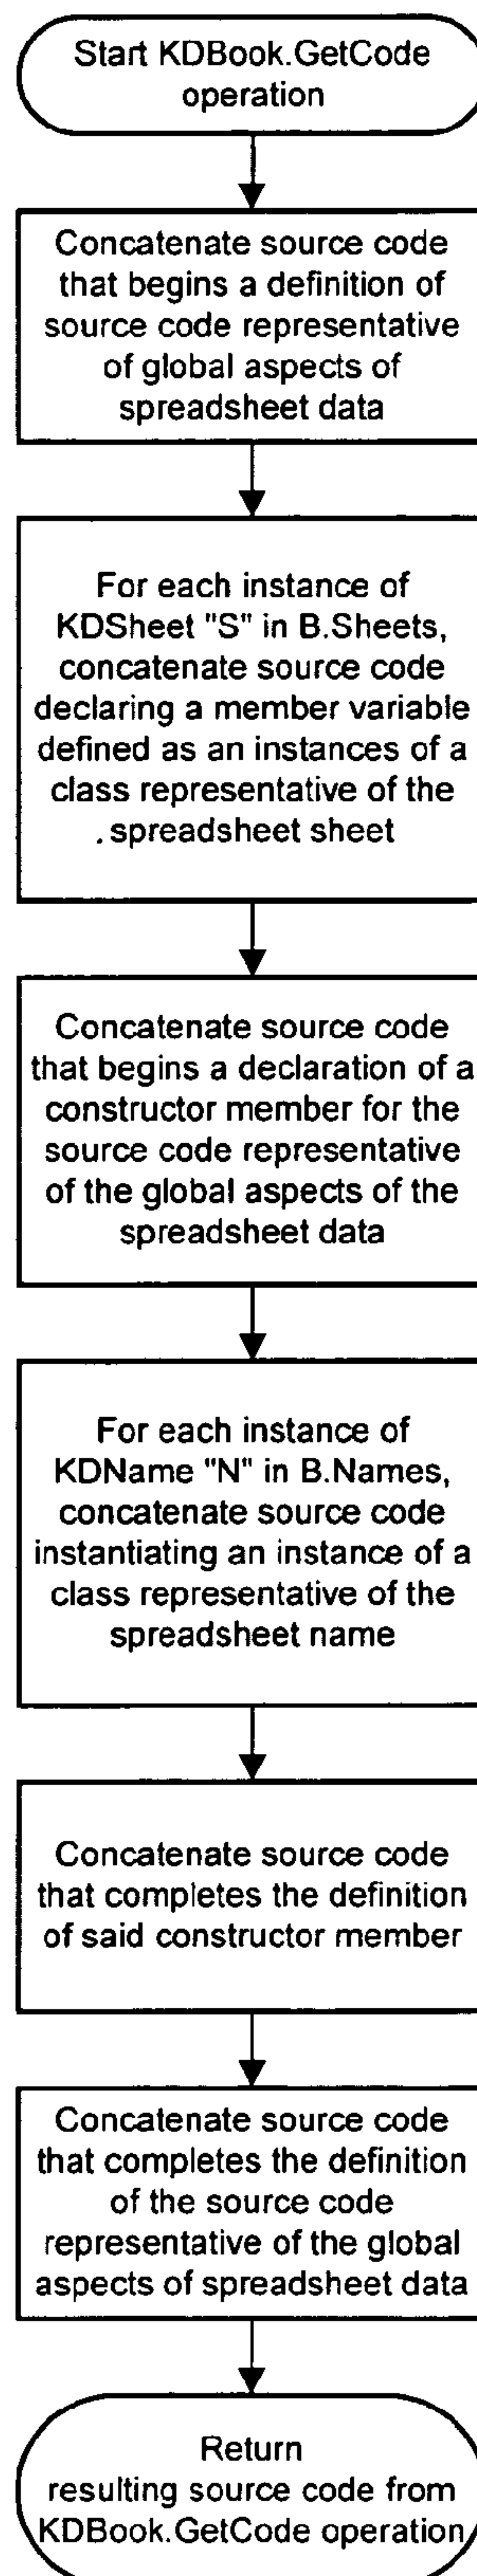 Start KDBook.GetCode
operation
Concatenate source code
that begins a definition of
source code representative
of global aspects of
spreadsheet data
For each instance of
KDSheet "S" in B.Sheets,
concatenate source code
declaring a member variable
defined as an instances of a
class representative of the
. spreadsheet sheet
Concatenate source code
that begins a declaration of a
constructor member for the
source code representative
of the global aspects of the
spreadsheet data
For each instance of
KDName "N" in B.Names,
concatenate source code
instantiating an instance of a
class representative of the
spreadsheet name
Concatenate source code
that completes the definition
of said constructor member
Concatenate source code
that completes the definition
of the source code
representative of the global
aspects of spreadsheet data
Return
resulting source code from
KDBook.GetCode operation